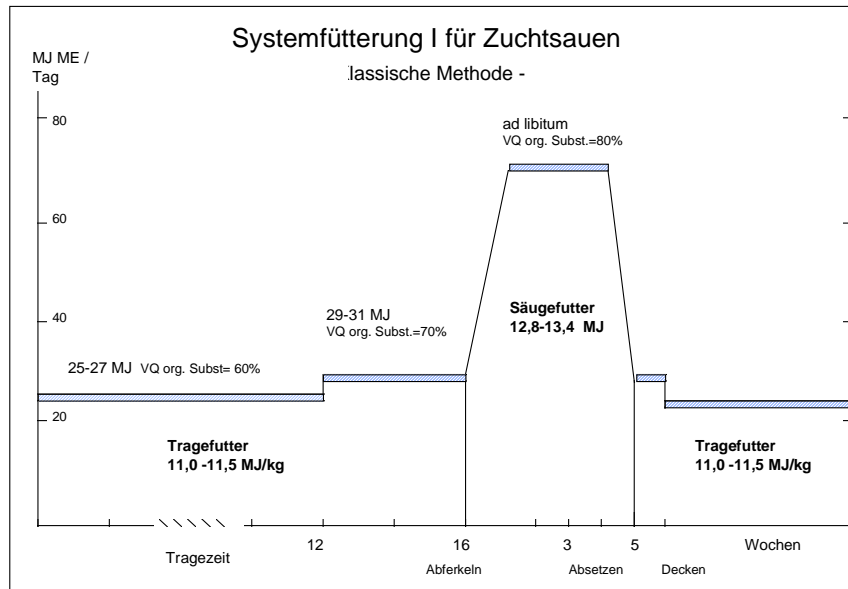 Systemfütterung I für Zuchtsauen
lassische Methode -
MJ ME /
Tag
80
60
40
20
ad libitum
VQ org. Subst.=80%
29-31 MJ
VQ org. Subst.=70%
Säugefutter
12,8-13,4 MJ
25-27 MJ VQ org. Subst= 60%
Tragefutter
11,0 -11,5 MJ/kg
Tragefutter
11,0 -11,5 MJ/kg
12 16 3 5 Wochen
Tragezeit
Abferkeln Absetzen Decken